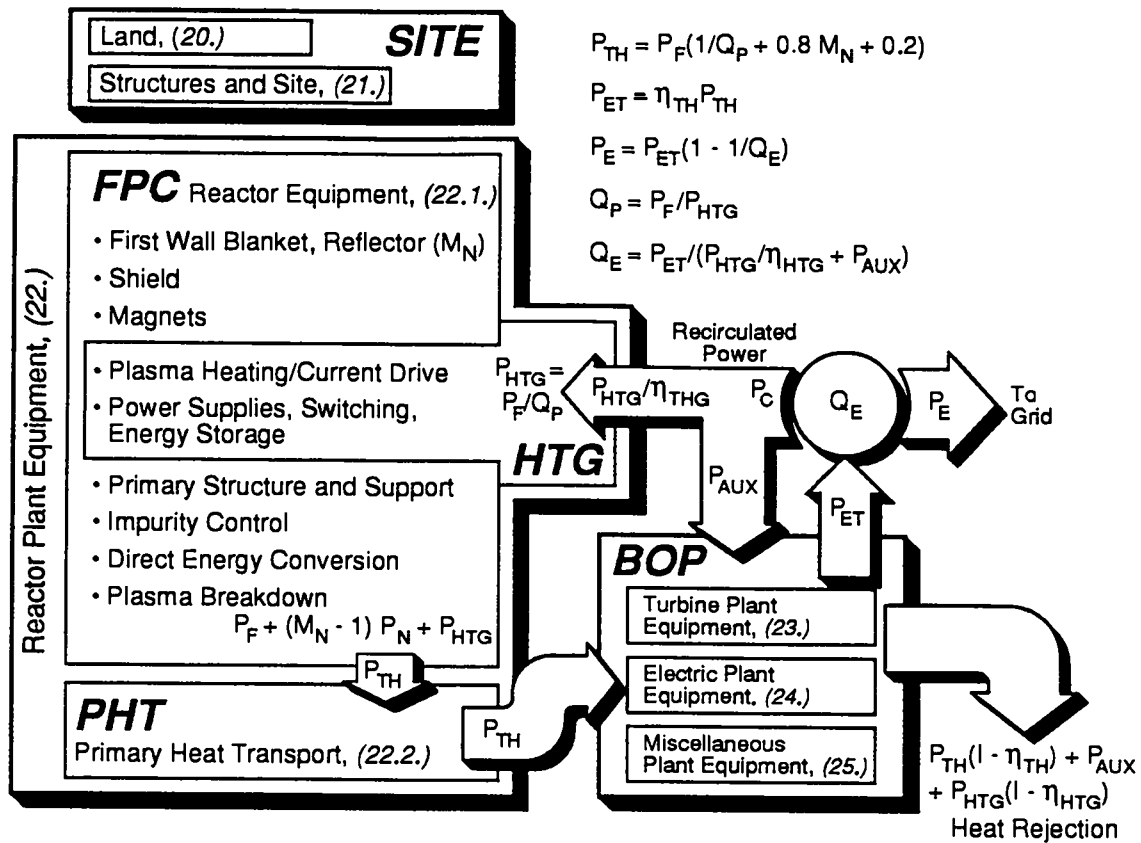 Land, (20.)
SITE
Structures and Site, (21.)
P_TH = P_F(1/Q_P + 0.8 M_N + 0.2)
P_ET = η_TH P_TH
P_E = P_ET(1 - 1/Q_E)
Q_P = P_F/P_HTG
Q_E = P_ET/(P_HTG/η_HTG + P_AUX)
Reactor Plant Equipment, (22.)
FPC Reactor Equipment, (22.1.)
• First Wall Blanket, Reflector (M_N)
• Shield
• Magnets
• Plasma Heating/Current Drive
• Power Supplies, Switching,
Energy Storage
HTG
• Primary Structure and Support
• Impurity Control
• Direct Energy Conversion
• Plasma Breakdown
P_F + (M_N - 1) P_N + P_HTG
P_TH
PHT
Primary Heat Transport, (22.2.)
P_TH
P_HTG =
P_F/Q_P
P_HTG/η_THG
Recirculated
Power
P_C
Q_E
P_E
To
Grid
P_AUX
P_ET
BOP
Turbine Plant
Equipment, (23.)
Electric Plant
Equipment. (24.)
Miscellaneous
Plant Equipment, (25.)
P_TH(I - η_TH) + P_AUX
+ P_HTG(I - η_HTG)
Heat Rejection